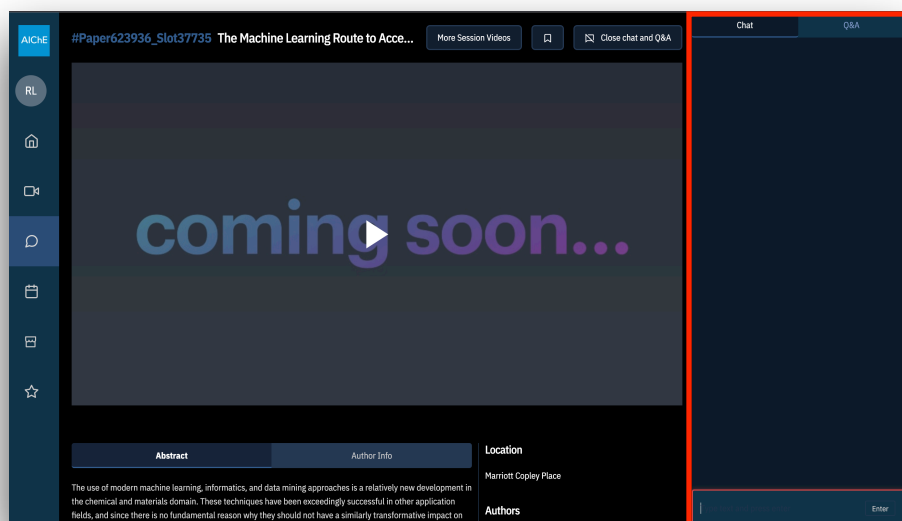 AIChE
#Paper623936_Slot37735 The Machine Learning Route to Acce...
More Session Videos
Close chat and Q&A
Chat
Q&A
RL
coming soon...
Abstract
Author Info
The use of modern machine learning, informatics, and data mining approaches is a relatively new development in
the chemical and materials domain. These techniques have been exceedingly successful in other application
fields, and since there is no fundamental reason why they should not have a similarly transformative impact on
Location
Marriott Copley Place
Authors
Enter